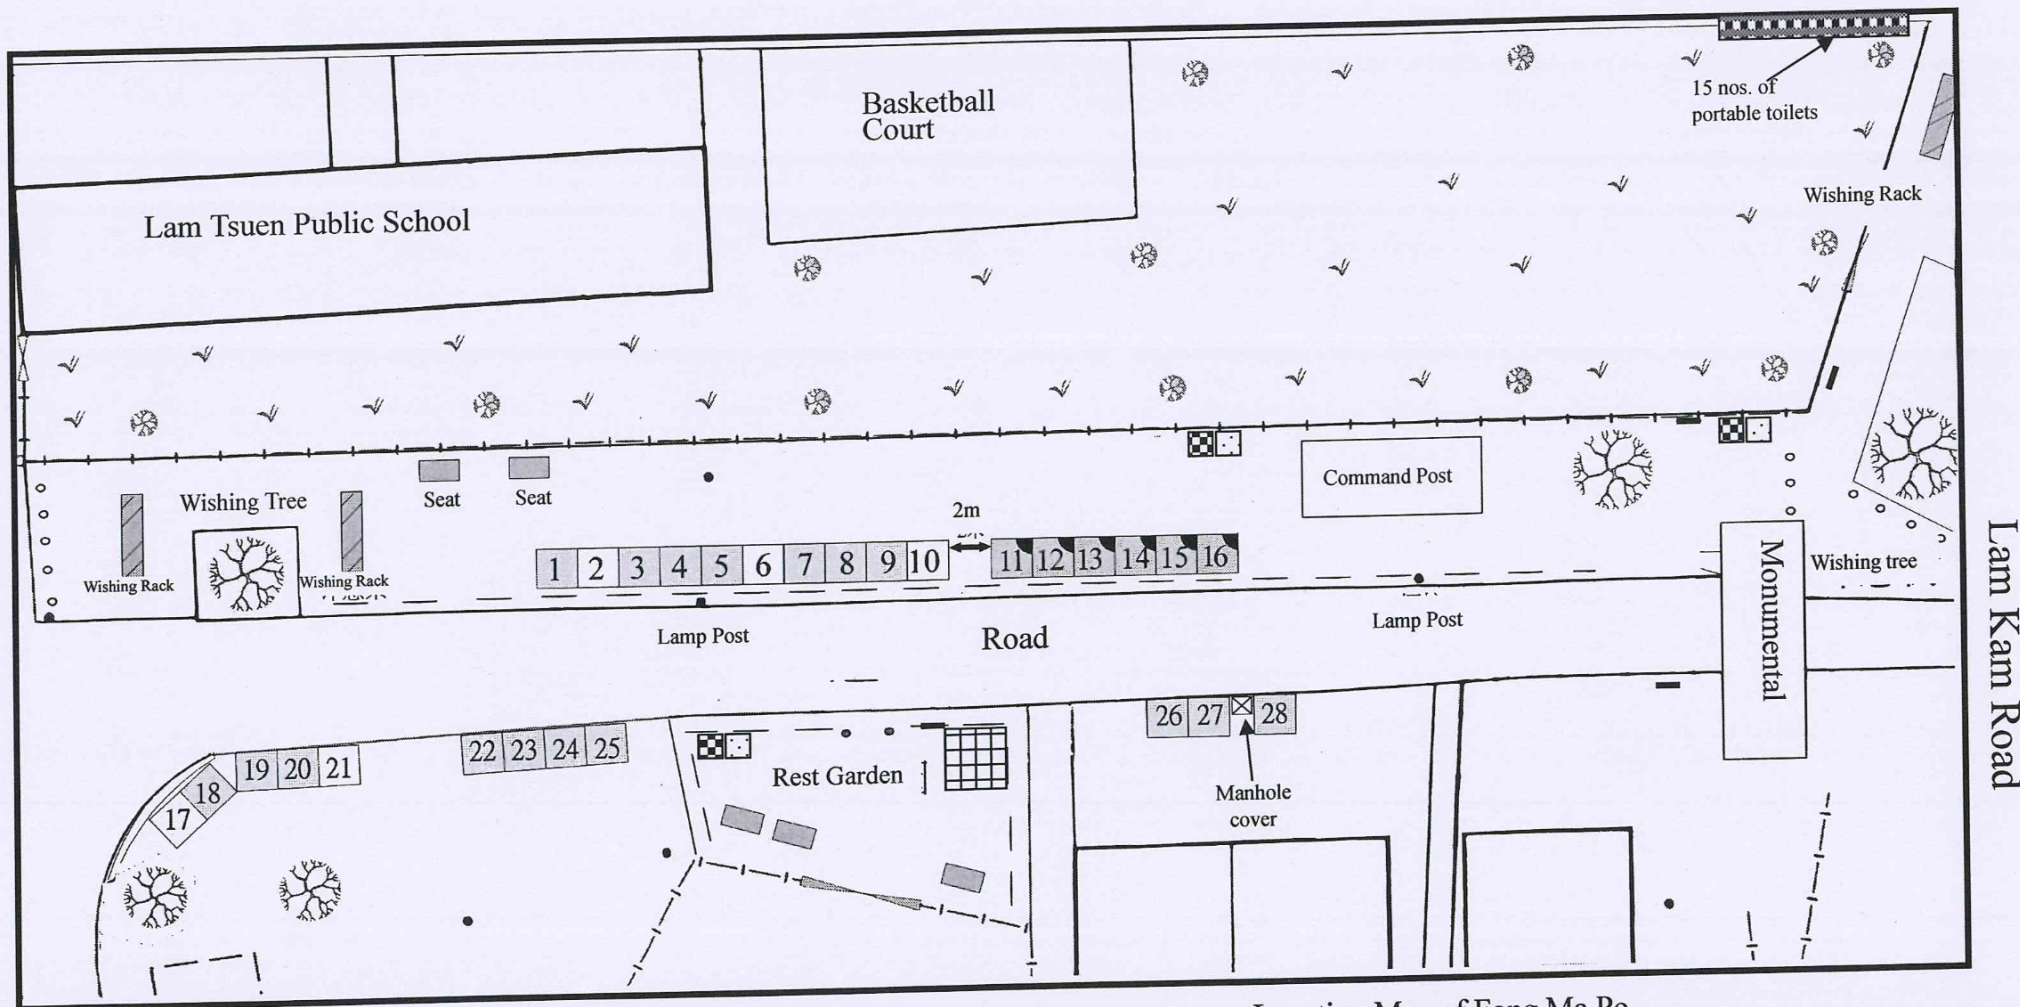 15 nos. of
portable toilets
Basketball
Court
Wishing Rack
Lam Tsuen Public School
Wishing Tree
Seat
Seat
Command Post
2m
1 2 3 4 5 6 7 8 9 10
11 12 13 14 15 16
Wishing Rack
Wishing Rack
Wishing tree
Monumental
Lam Kam Road
Lamp Post
Road
Lamp Post
26 27 28
22 23 24 25
19 20 21
18
17
Rest Garden
Manhole
cover